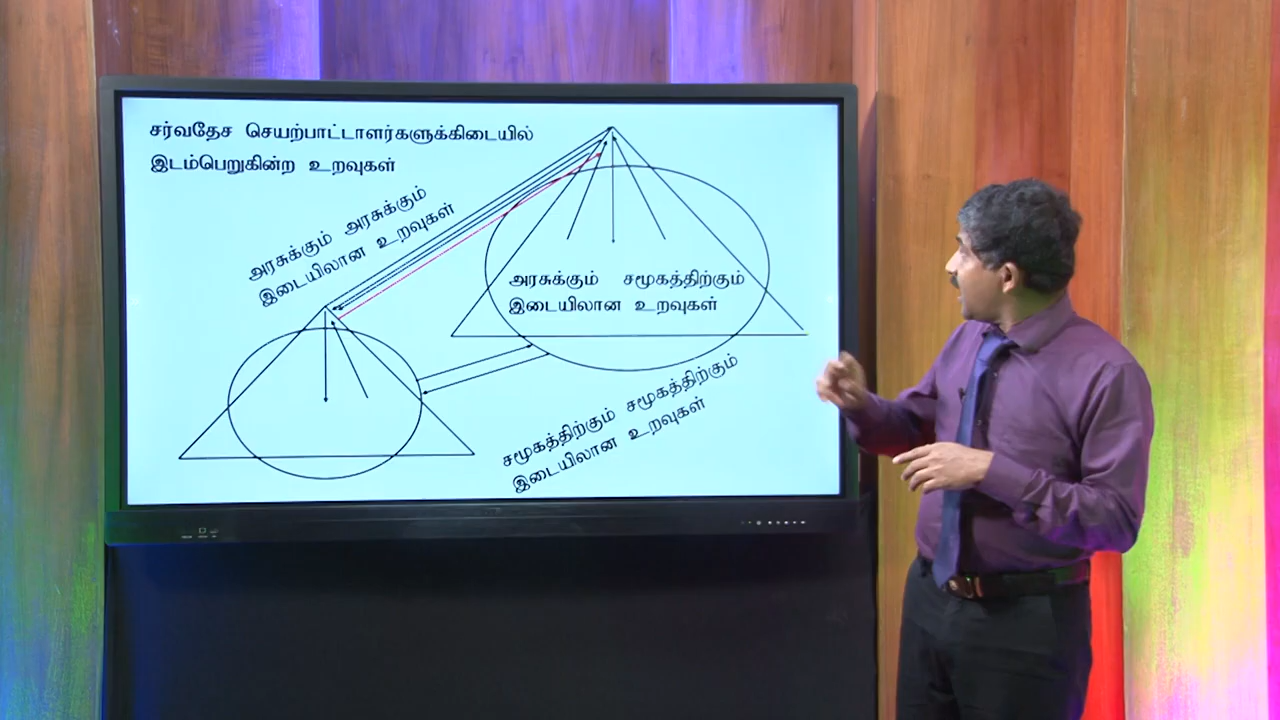 சர்வதேச செயற்பாட்டாளர்களுக்கிடையில்
இடம்பெறுகின்ற உறவுகள்
அரசுக்கும் அரசுக்கும்
இடையிலான உறவுகள்
அரசுக்கும் சமூகத்திற்கும்
இடையிலான உறவுகள்
சமூகத்திற்கும் சமூகத்திற்கும்
இடையிலான உறவுகள்